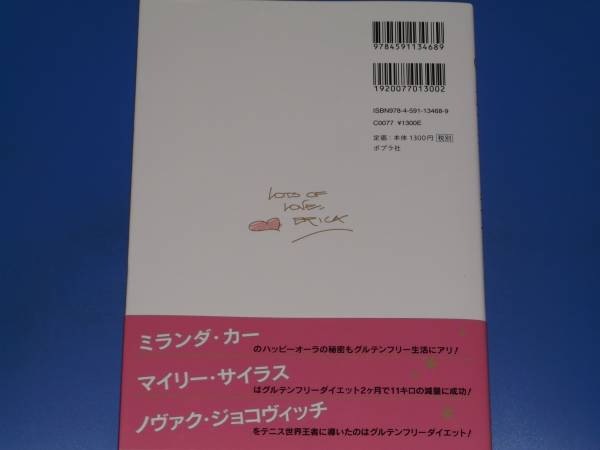 9784591134689
1920077013002
ISBN978-4-591-13468-9
C0077 ¥1300E
定価:本体1300円 税別
ポプラ社
LOTS OF
LOVES
ERICA
ミランダ・カー
のハッピーオーラの秘密もグルテンフリー生活にアリ!
マイリー・サイラス
はグルテンフリーダイエット2ヶ月で11キロの減量に成功!
ノヴァク・ジョコヴィッチ
をテニス世界王者に導いたのはグルテンフリーダイエット!